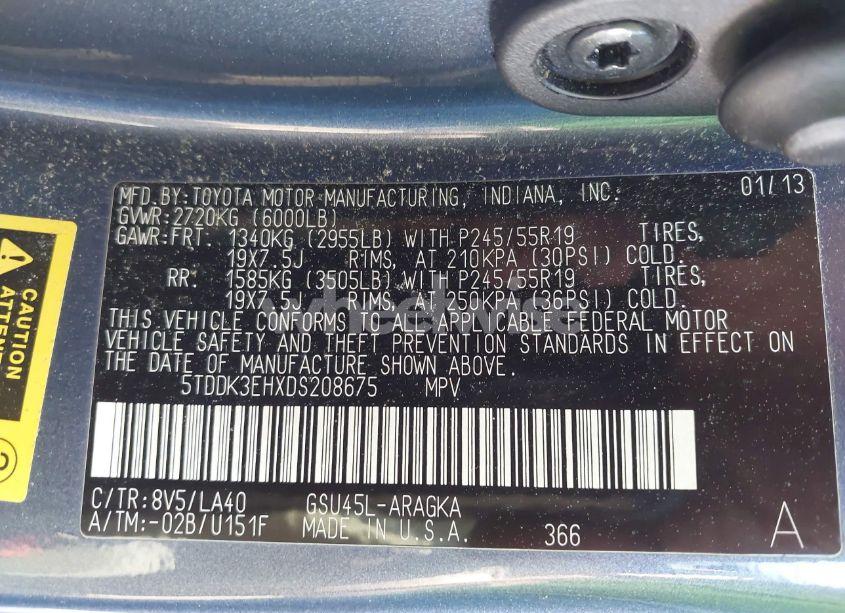 MFD. BY: TOYOTA MOTOR MANUFACTURING, INDIANA, INC. 01/13
GVWR: 2720KG (6000LB)
GAWR: FRT. 1340KG (2955LB) WITH P245/55R19 TIRES,
19X7.5J RIMS, AT 210KPA (30PSI) COLD.
RR: 1585KG (3505LB) WITH P245/55R19 TIRES,
19X7.5J RIMS, AT 250KPA (36PSI) COLD.
THIS VEHICLE CONFORMS TO ALL APPLICABLE FEDERAL MOTOR
VEHICLE SAFETY AND THEFT PREVENTION STANDARDS IN EFFECT ON
THE DATE OF MANUFACTURE SHOWN ABOVE.
5TDDK3EHXDS208675 MPV
C/TR: 8V5/LA40 GSU45L-ARAGKA
A/TM: -02B/U151F MADE IN U.S.A. 366 A
CAUTION
wheelwise